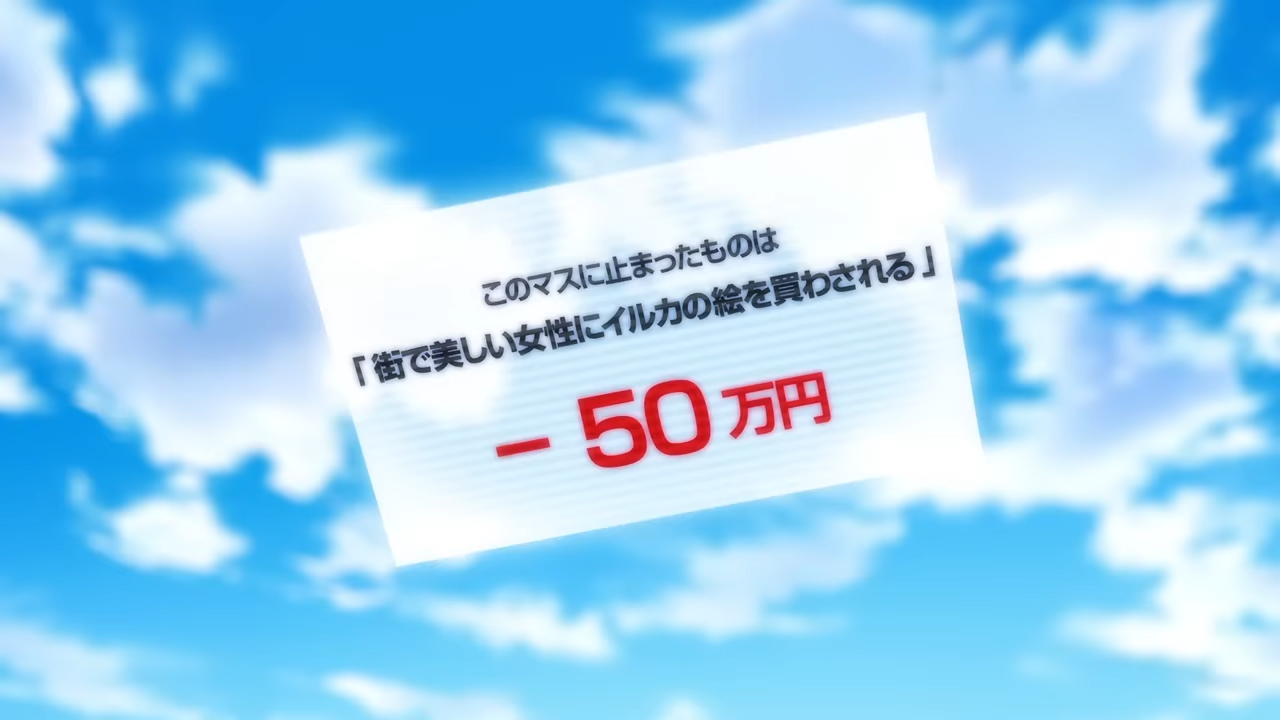 このマスに止まったものは
「街で美しい女性にイルカの絵を買わされる」
－50万円